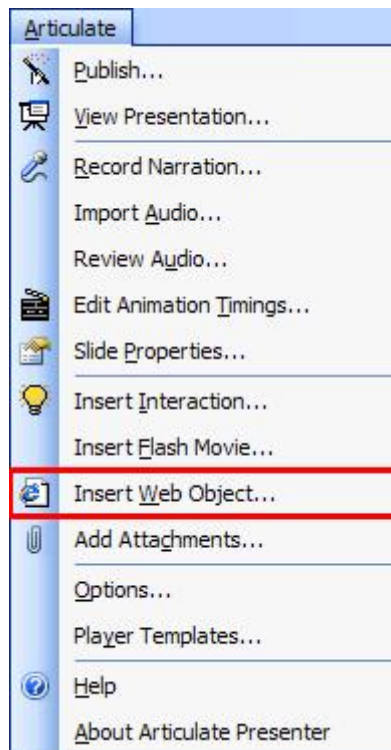 Articulate
Publish...
View Presentation...
Record Narration...
Import Audio...
Review Audio...
Edit Animation Timings...
Slide Properties...
Insert Interaction...
Insert Flash Movie...
Insert Web Object...
Add Attachments...
Options...
Player Templates...
Help
About Articulate Presenter